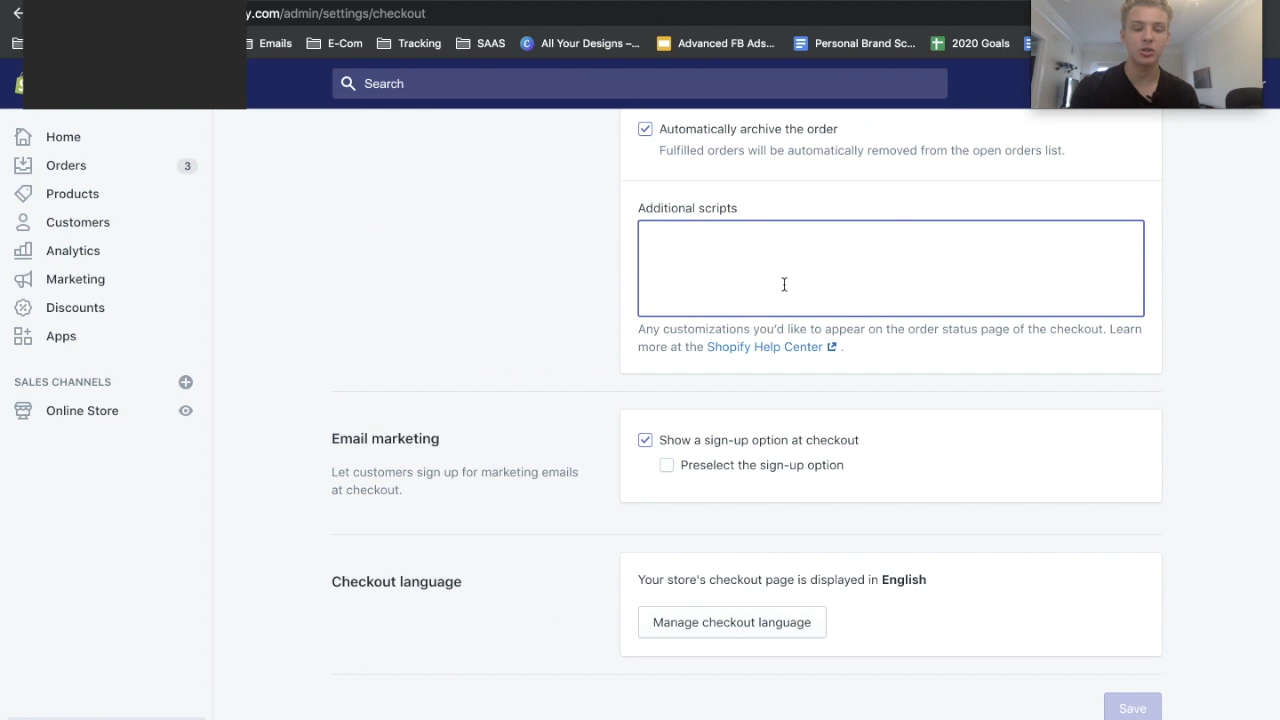 y.com/admin/settings/checkout
Emails
E-Com
Tracking
SAAS
All Your Designs –...
Advanced FB Ads...
Personal Brand Sc...
2020 Goals
Search
Home
Orders
3
Products
Customers
Analytics
Marketing
Discounts
Apps
SALES CHANNELS
Online Store
Automatically archive the order
Fulfilled orders will be automatically removed from the open orders list.
Additional scripts
Any customizations you'd like to appear on the order status page of the checkout. Learn
more at the Shopify Help Center .
Email marketing
Let customers sign up for marketing emails
at checkout.
Show a sign-up option at checkout
Preselect the sign-up option
Checkout language
Your store's checkout page is displayed in English
Manage checkout language
Save